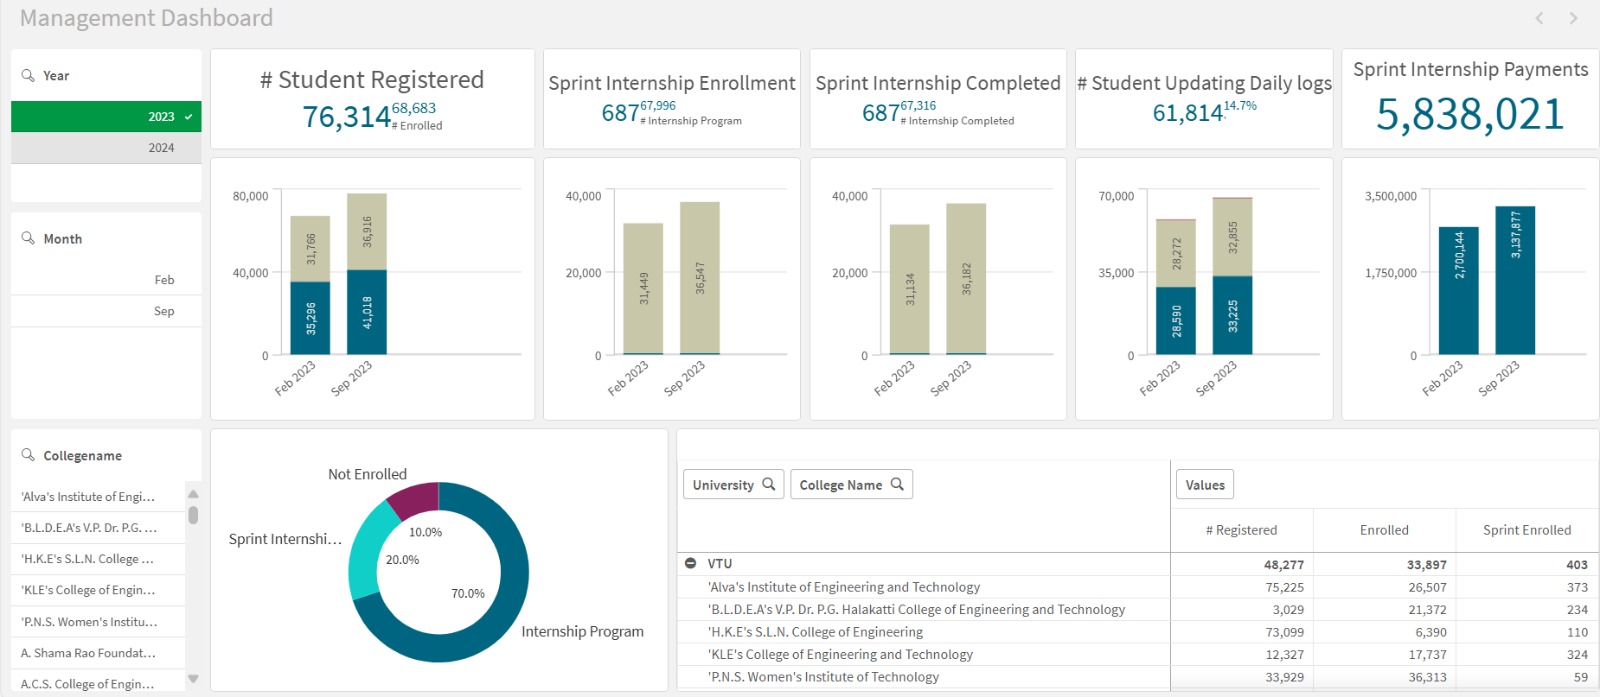 Management Dashboard
Year
2023
2024
Month
Feb
Sep
Collegename
'Alva's Institute of Engi...
'B.L.D.E.A's V.P. Dr. P.G. ...
'H.K.E's S.L.N. College ...
'KLE's College of Engin...
'P.N.S. Women's Institu...
A. Shama Rao Foundat...
A.C.S. College of Engin...
# Student Registered
76,314
68,683
# Enrolled
Sprint Internship Enrollment
687
67,996
# Internship Program
Sprint Internship Completed
687
67,316
# Internship Completed
# Student Updating Daily logs
61,814
14.7%
Sprint Internship Payments
5,838,021
80,000
40,000
0
31,766
35,296
36,916
41,018
Feb 2023
Sep 2023
40,000
20,000
0
31,449
36,547
Feb 2023
Sep 2023
40,000
20,000
0
31,134
36,182
Feb 2023
Sep 2023
70,000
35,000
0
28,272
28,590
32,855
33,225
Feb 2023
Sep 2023
3,500,000
1,750,000
0
2,700,144
3,137,877
Feb 2023
Sep 2023
Not Enrolled
Sprint Internshi...
10.0%
20.0%
70.0%
Internship Program
University
College Name
Values
# Registered Enrolled Sprint Enrolled
VTU 48,277 33,897 403
'Alva's Institute of Engineering and Technology 75,225 26,507 373
'B.L.D.E.A's V.P. Dr. P.G. Halakatti College of Engineering and Technology 3,029 21,372 234
'H.K.E's S.L.N. College of Engineering 73,099 6,390 110
'KLE's College of Engineering and Technology 12,327 17,737 324
'P.N.S. Women's Institute of Technology 33,929 36,313 59